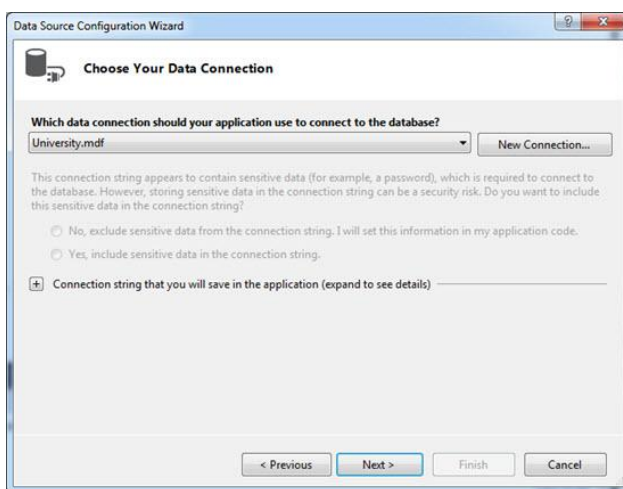 Data Source Configuration Wizard
Choose Your Data Connection
Which data connection should your application use to connect to the database?
University.mdf
New Connection...
This connection string appears to contain sensitive data (for example, a password), which is required to connect to
the database. However, storing sensitive data in the connection string can be a security risk. Do you want to include
this sensitive data in the connection string?
No, exclude sensitive data from the connection string. I will set this information in my application code.
Yes, include sensitive data in the connection string.
Connection string that you will save in the application (expand to see details)
< Previous
Next >
Finish
Cancel